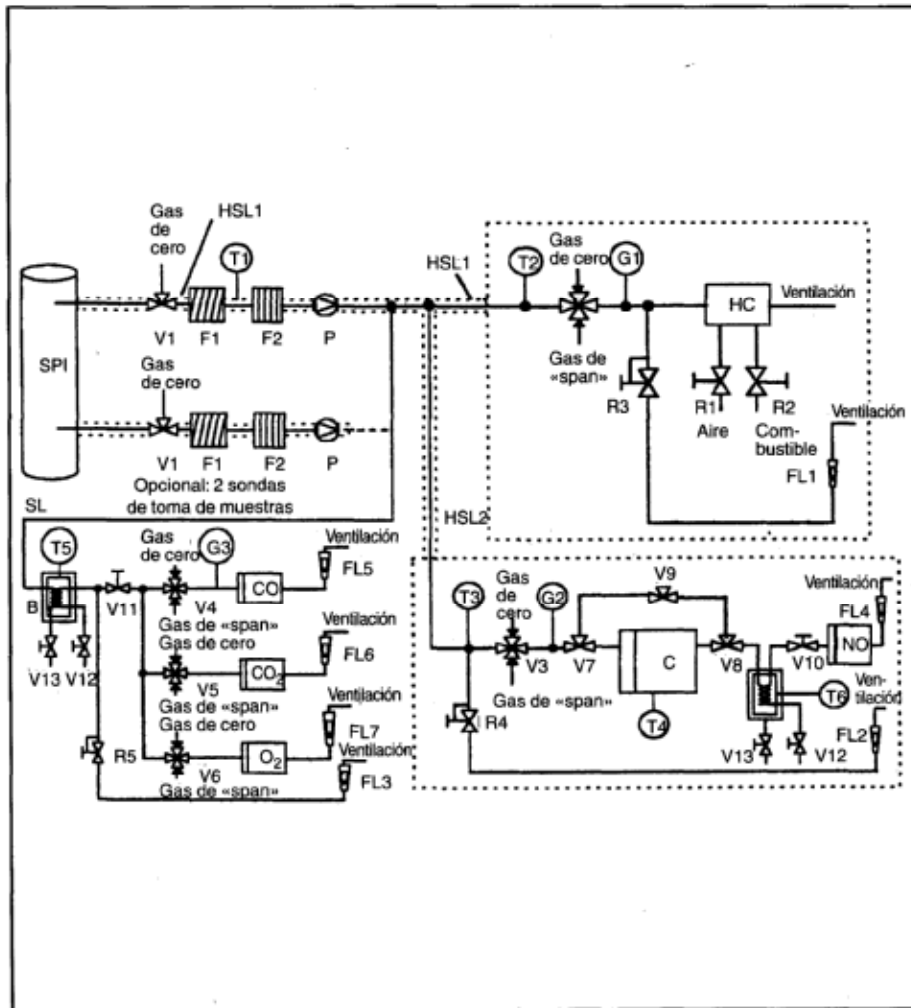 Gas
de
cero
HSL1
T1
V1
F1
F2
P
SPI
Gas
de cero
V1
F1
F2
P
Opcional: 2 sondas
de toma de muestras
SL
HSL1
T2
Gas
de cero
G1
HC
Ventilación
Gas de «span»
R3
R1
Aire
R2
Com-
bustible
Ventilación
FL1
HSL2
T5
B
V13
V12
V11
Gas
de cero
G3
V4
CO
Ventilación
FL5
Gas de «span»
Gas de cero
V5
CO2
Ventilación
FL6
Gas de «span»
Gas de cero
V6
O2
Ventilación
FL7
Gas de «span»
R5
Ventilación
FL3
T3
Gas
de
cero
G2
V3
Gas de «span»
V7
V9
C
T4
V8
V10
NO
Ventilación
FL4
T6
Ven-
tilación
FL2
V13
V12
R4